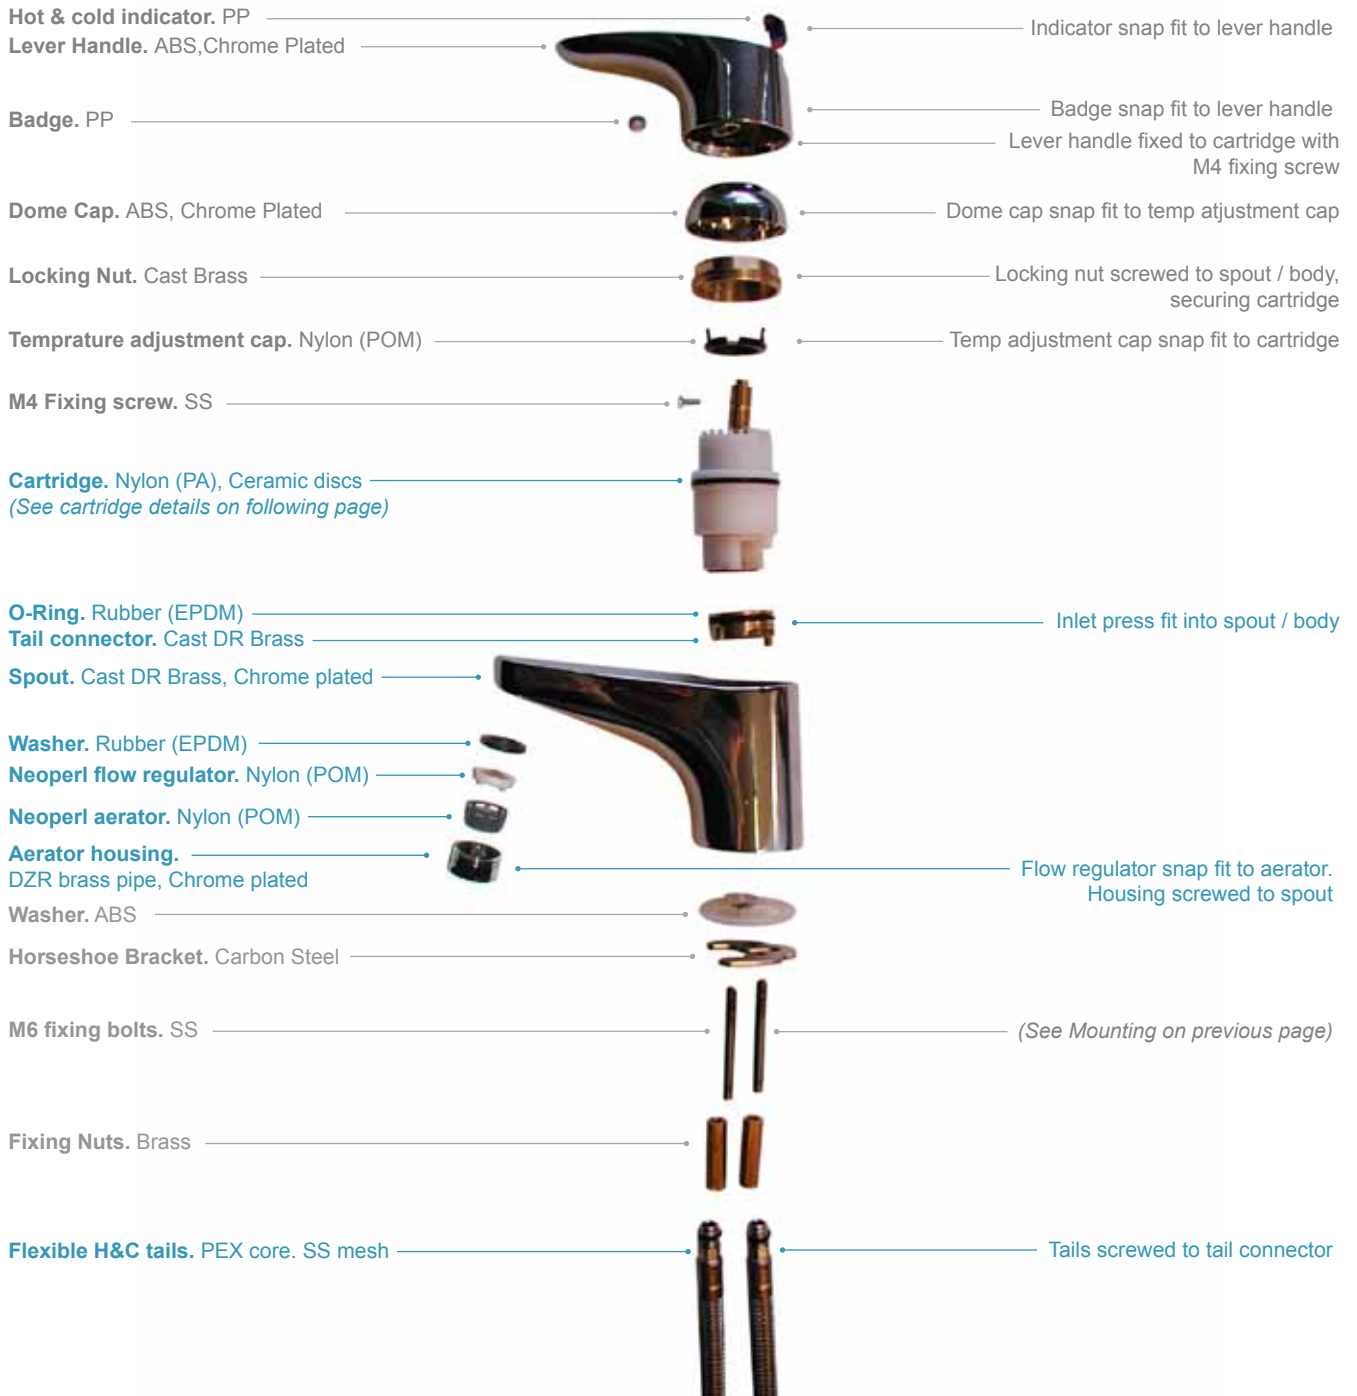 Hot & cold indicator. PP
Indicator snap fit to lever handle
Lever Handle. ABS,Chrome Plated
Badge. PP
Badge snap fit to lever handle
Lever handle fixed to cartridge with
M4 fixing screw
Dome Cap. ABS, Chrome Plated
Dome cap snap fit to temp atjustment cap
Locking Nut. Cast Brass
Locking nut screwed to spout / body,
securing cartridge
Temprature adjustment cap. Nylon (POM)
Temp adjustment cap snap fit to cartridge
M4 Fixing screw. SS
Cartridge. Nylon (PA), Ceramic discs
(See cartridge details on following page)
O-Ring. Rubber (EPDM)
Inlet press fit into spout / body
Tail connector. Cast DR Brass
Spout. Cast DR Brass, Chrome plated
Washer. Rubber (EPDM)
Neoperl flow regulator. Nylon (POM)
Neoperl aerator. Nylon (POM)
Aerator housing.
DZR brass pipe, Chrome plated
Flow regulator snap fit to aerator.
Housing screwed to spout
Washer. ABS
Horseshoe Bracket. Carbon Steel
M6 fixing bolts. SS
(See Mounting on previous page)
Fixing Nuts. Brass
Flexible H&C tails. PEX core. SS mesh
Tails screwed to tail connector